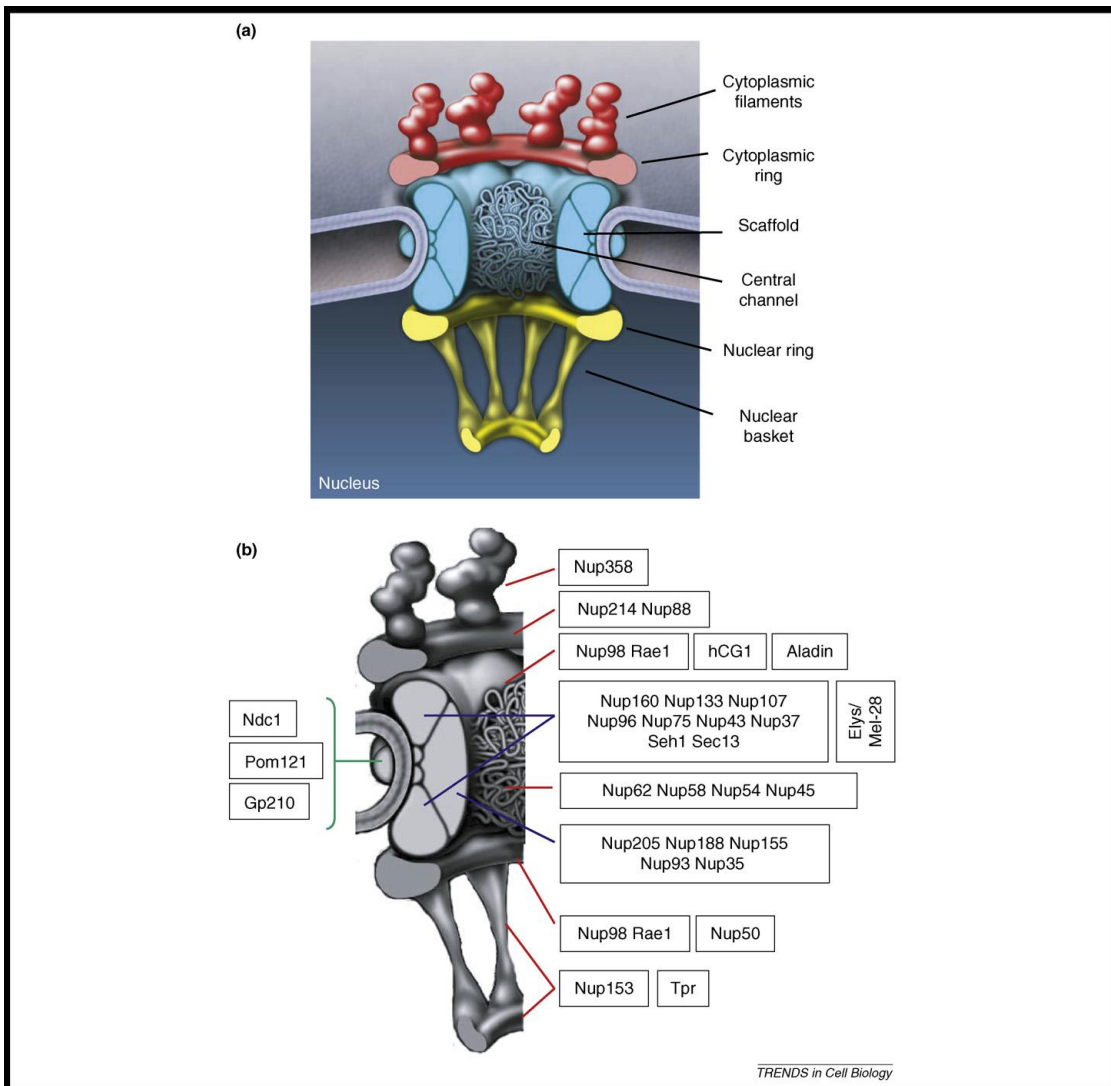 (a)
Cytoplasmic
filaments
Cytoplasmic
ring
Scaffold
Central
channel
Nuclear ring
Nuclear
basket
Nucleus
(b)
Nup358
Nup214 Nup88
Nup98 Rae1
hCG1
Aladin
Nup160 Nup133 Nup107
Nup96 Nup75 Nup43 Nup37
Seh1 Sec13
Elys/
Mel-28
Ndc1
Pom121
Gp210
Nup62 Nup58 Nup54 Nup45
Nup205 Nup188 Nup155
Nup93 Nup35
Nup98 Rae1
Nup50
Nup153
Tpr
TRENDS in Cell Biology